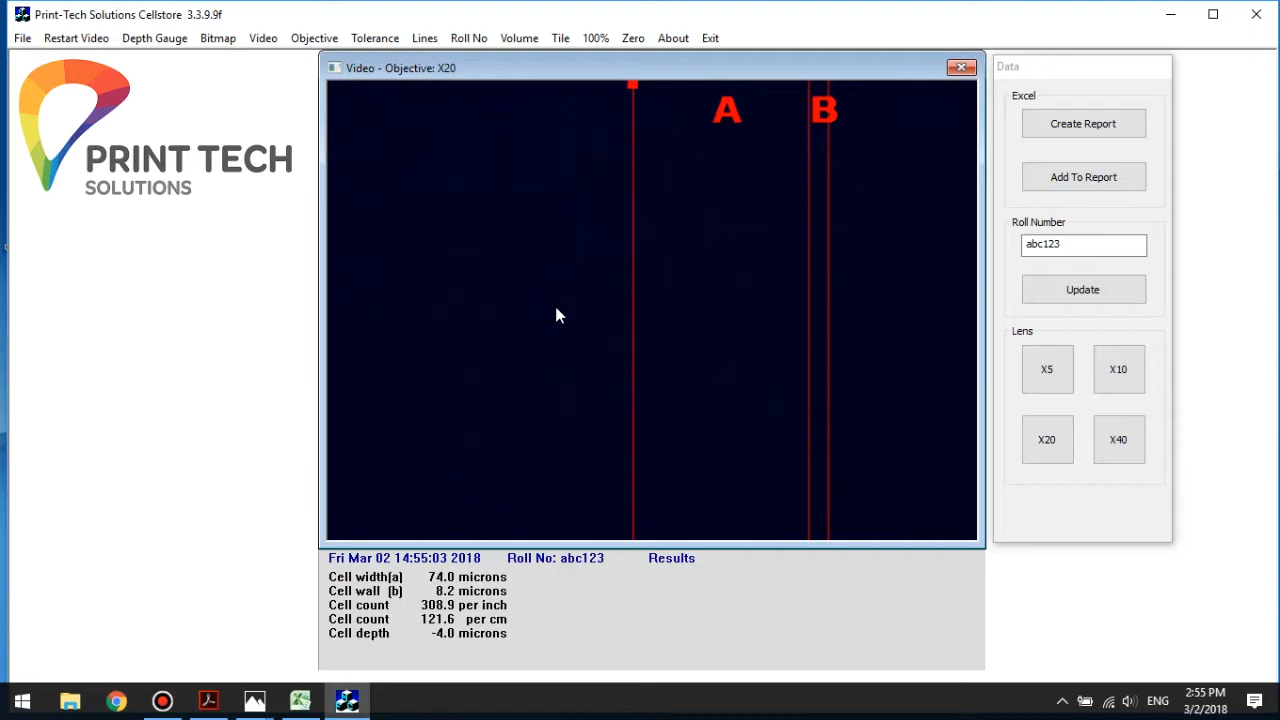 Print-Tech Solutions Cellstore 3.3.9.9f
File Restart Video Depth Gauge Bitmap Video Objective Tolerance Lines Roll No Volume Tile 100% Zero About Exit
PRINT TECH
SOLUTIONS
Video - Objective: X20
A B
Data
Excel
Create Report
Add To Report
Roll Number
abc123
Update
Lens
X5 X10
X20 X40
Fri Mar 02 14:55:03 2018 Roll No: abc123 Results
Cell width(a) 74.0 microns
Cell wall (b) 8.2 microns
Cell count 308.9 per inch
Cell count 121.6 per cm
Cell depth -4.0 microns
ENG
2:55 PM
3/2/2018